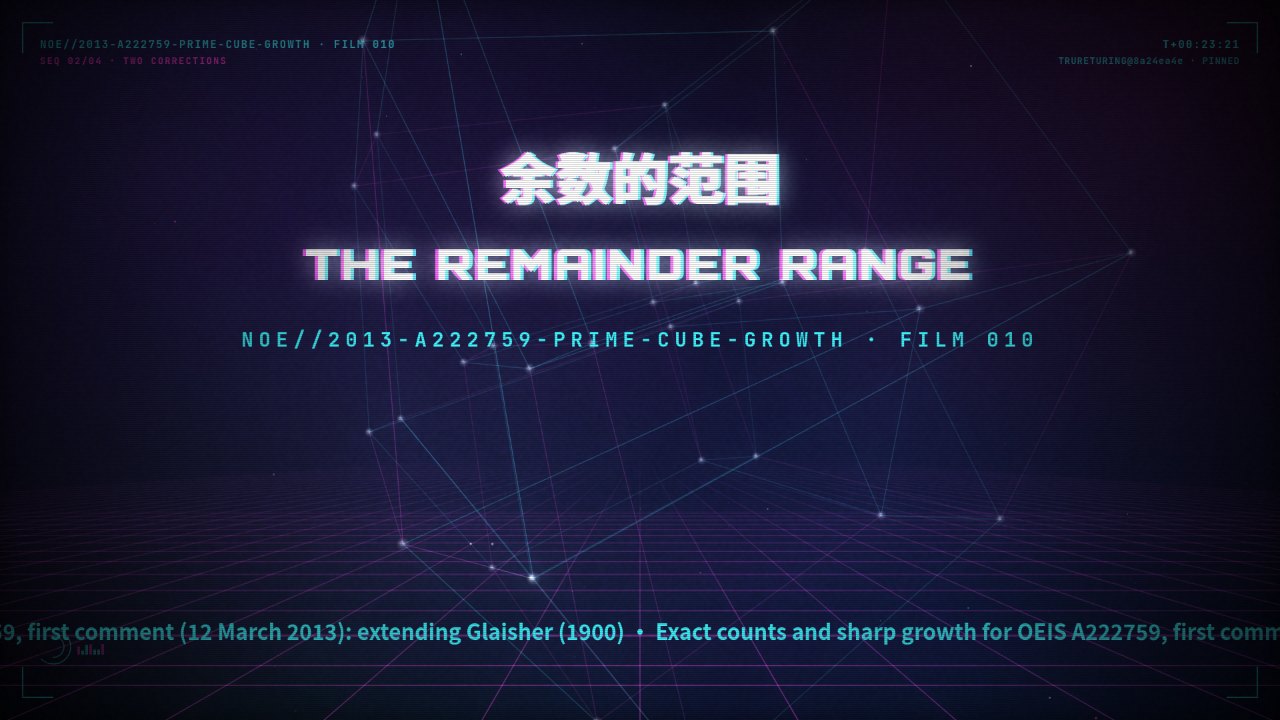 NOE//2013-A222759-PRIME-CUBE-GROWTH · FILM 010
SEQ 02/04 · TWO CORRECTIONS
T+00:23:21
TRURETURING@8a24ea4e · PINNED
余数的范围
THE REMAINDER RANGE
NOE//2013-A222759-PRIME-CUBE-GROWTH · FILM 010
59, first comment (12 March 2013): extending Glaisher (1900) • Exact counts and sharp growth for OEIS A222759, first comm